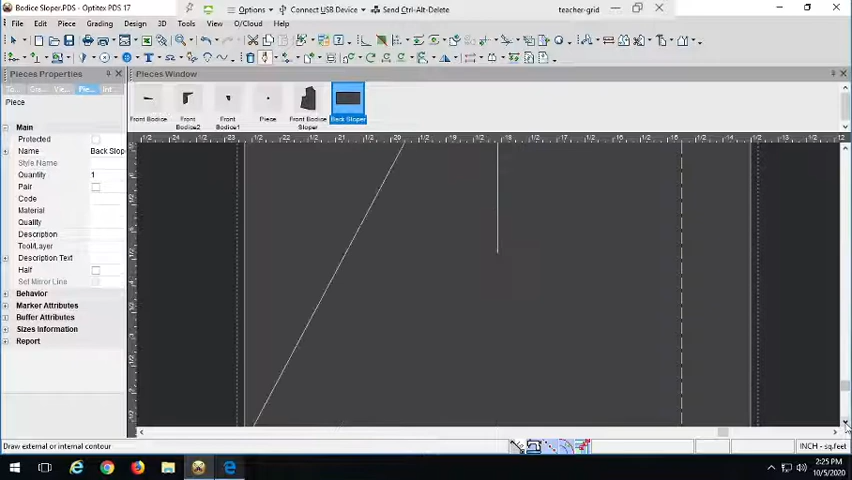 Bodice Sloper.PDS - Optitex PDS 17
Options
Connect USB Device
Send Ctrl-Alt-Delete
teacher-grid
File Edit Piece Grading Design 3D Tools View O/Cloud Help
Pieces Properties
Pieces Window
Piece
Main
Protected
Name Back Slop
Style Name
Quantity 1
Pair
Code
Material
Quality
Description
Tool/Layer
Description Text
Half
Set Mirror Line
Behavior
Marker Attributes
Buffer Attributes
Sizes Information
Report
Front Bodice
Front Bodice2
Front Bodice1
Piece
Front Bodice Sloper
Back Sloper
Draw external or internal contour
INCH - sq.feet
2:25 PM
10/5/2020